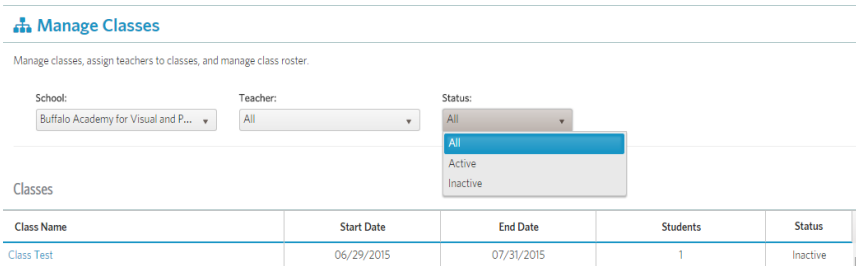 Manage Classes
Manage classes, assign teachers to classes, and manage class roster.
School: Teacher: Status:
Buffalo Academy for Visual and P... All All
All
Active
Inactive
Classes
Class Name Start Date End Date Students Status
Class Test 06/29/2015 07/31/2015 1 Inactive